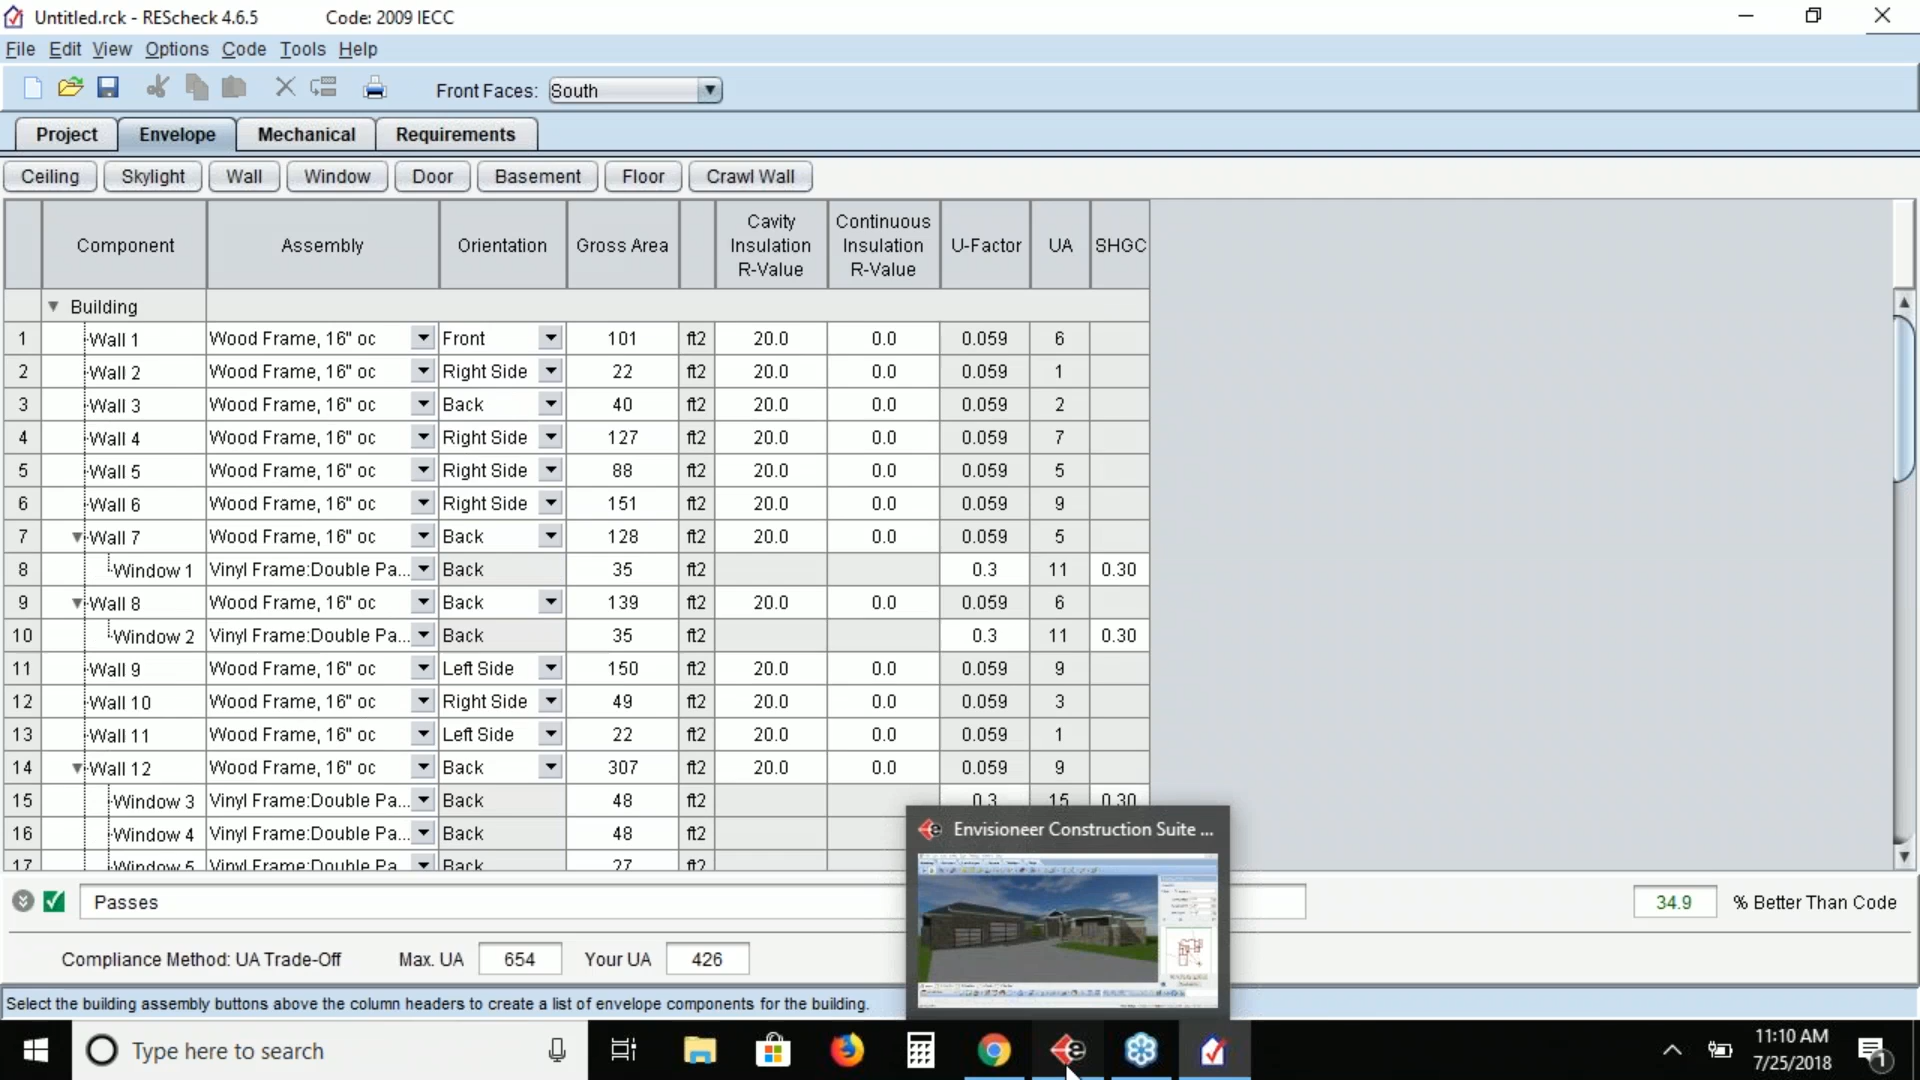 Untitled.rck - REScheck 4.6.5 Code: 2009 IECC
File Edit View Options Code Tools Help
Front Faces: South
Project Envelope Mechanical Requirements
Ceiling Skylight Wall Window Door Basement Floor Crawl Wall
Component Assembly Orientation Gross Area Cavity Insulation R-Value Continuous Insulation R-Value U-Factor UA SHGC
Building
1 Wall 1 Wood Frame, 16" oc Front 101 ft2 20.0 0.0 0.059 6
2 Wall 2 Wood Frame, 16" oc Right Side 22 ft2 20.0 0.0 0.059 1
3 Wall 3 Wood Frame, 16" oc Back 40 ft2 20.0 0.0 0.059 2
4 Wall 4 Wood Frame, 16" oc Right Side 127 ft2 20.0 0.0 0.059 7
5 Wall 5 Wood Frame, 16" oc Right Side 88 ft2 20.0 0.0 0.059 5
6 Wall 6 Wood Frame, 16" oc Right Side 151 ft2 20.0 0.0 0.059 9
7 Wall 7 Wood Frame, 16" oc Back 128 ft2 20.0 0.0 0.059 5
8 Window 1 Vinyl Frame:Double Pa... Back 35 ft2 0.3 11 0.30
9 Wall 8 Wood Frame, 16" oc Back 139 ft2 20.0 0.0 0.059 6
10 Window 2 Vinyl Frame:Double Pa... Back 35 ft2 0.3 11 0.30
11 Wall 9 Wood Frame, 16" oc Left Side 150 ft2 20.0 0.0 0.059 9
12 Wall 10 Wood Frame, 16" oc Right Side 49 ft2 20.0 0.0 0.059 3
13 Wall 11 Wood Frame, 16" oc Left Side 22 ft2 20.0 0.0 0.059 1
14 Wall 12 Wood Frame, 16" oc Back 307 ft2 20.0 0.0 0.059 9
15 Window 3 Vinyl Frame:Double Pa... Back 48 ft2 0.3 15 0.30
16 Window 4 Vinyl Frame:Double Pa... Back 48 ft2
17 Window 5 Vinyl Frame:Double Pa Back 27 ft2
Envisioneer Construction Suite ...
Passes 34.9 % Better Than Code
Compliance Method: UA Trade-Off Max. UA 654 Your UA 426
Select the building assembly buttons above the column headers to create a list of envelope components for the building.
Type here to search
11:10 AM
7/25/2018
1